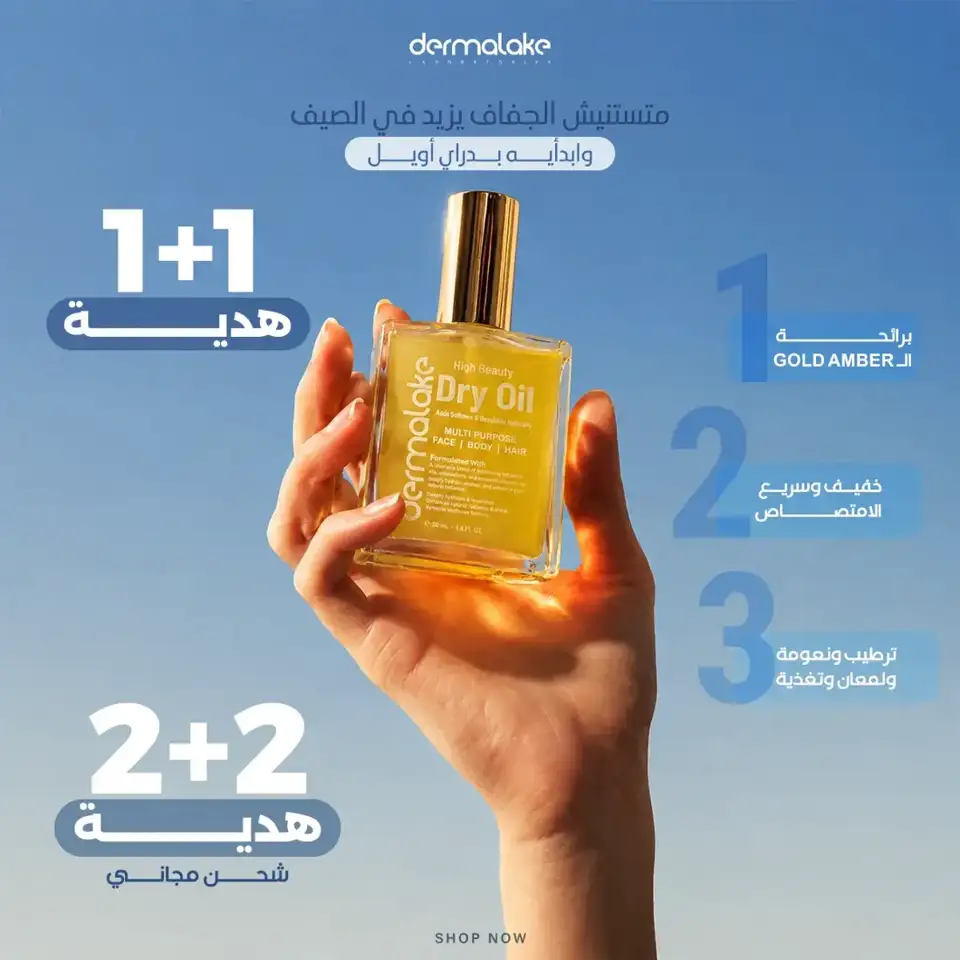 dermalake
LABORATORIES
متستنيش الجفاف يزيد في الصيف
وابدأيه بدراي أويل
1+1
هدية
1
برائحة
الـ GOLD AMBER
2
خفيف وسريع
الامتصاص
3
ترطيب ونعومة
ولمعان وتغذية
High Beauty
Dry Oil
dermalake
MULTI PURPOSE
FACE | BODY | HAIR
Formulated With
2+2
هدية
شحن مجاني
SHOP NOW